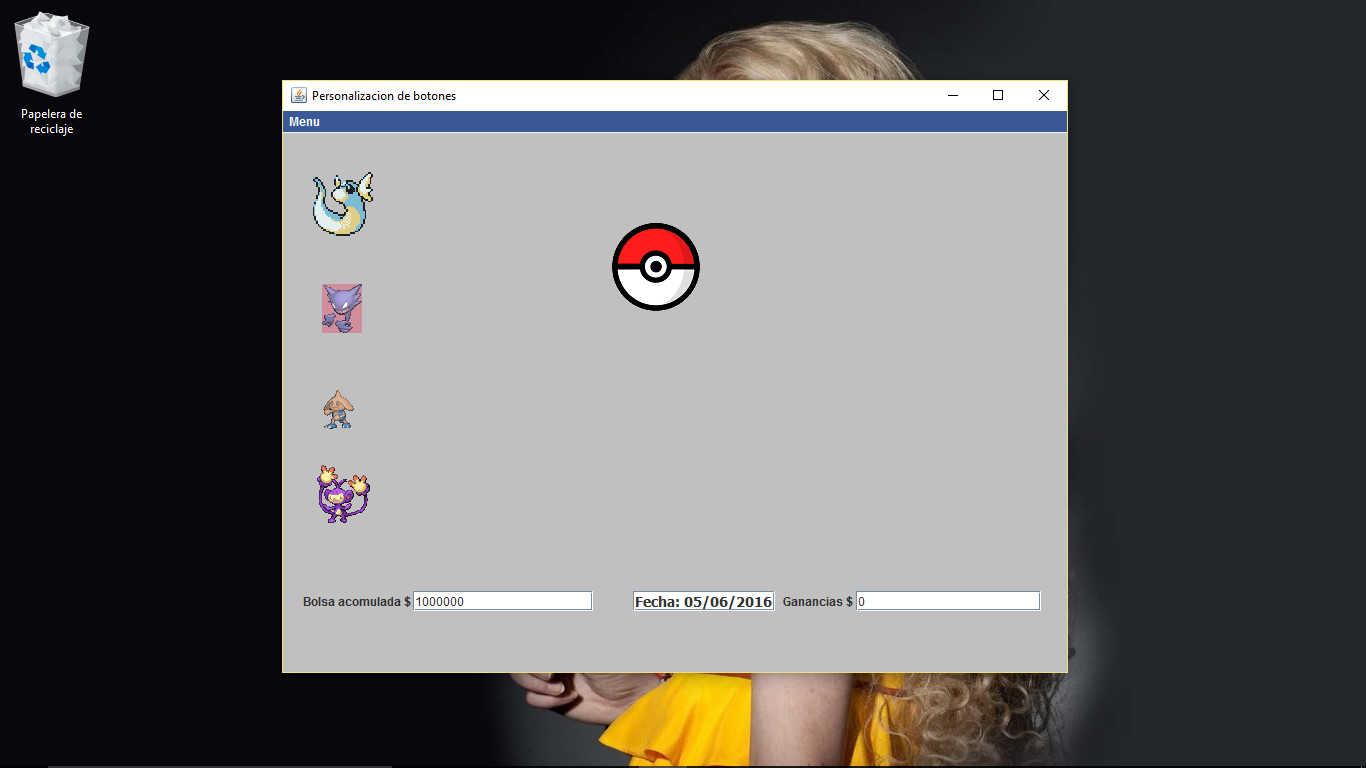 Papelera de
reciclaje
Personalizacion de botones
Menu
Bolsa acomulada $ 1000000 Fecha: 05/06/2016 Ganancias $ 0